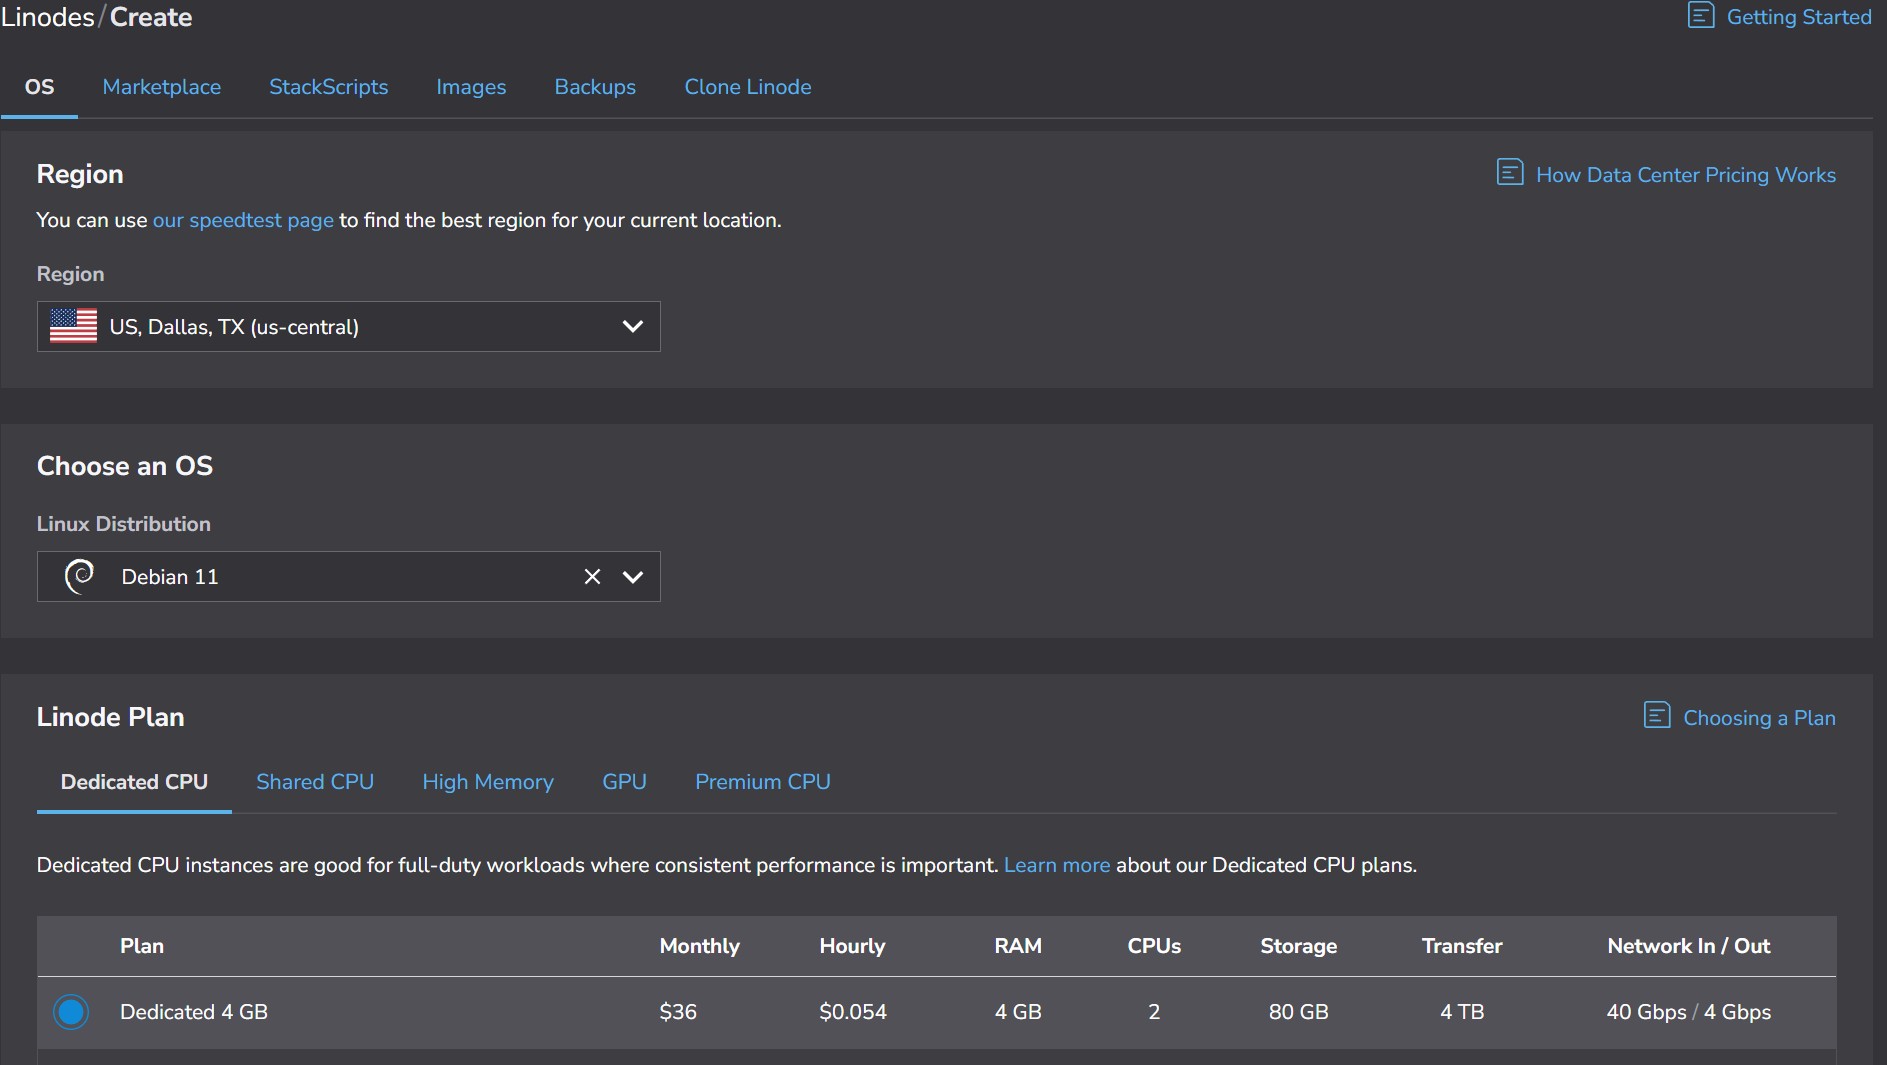 Linodes / Create
Getting Started
OS Marketplace StackScripts Images Backups Clone Linode
Region
How Data Center Pricing Works
You can use our speedtest page to find the best region for your current location.
Region
US, Dallas, TX (us-central)
Choose an OS
Linux Distribution
Debian 11
Linode Plan
Choosing a Plan
Dedicated CPU Shared CPU High Memory GPU Premium CPU
Dedicated CPU instances are good for full-duty workloads where consistent performance is important. Learn more about our Dedicated CPU plans.
Plan Monthly Hourly RAM CPUs Storage Transfer Network In / Out
Dedicated 4 GB $36 $0.054 4 GB 2 80 GB 4 TB 40 Gbps / 4 Gbps